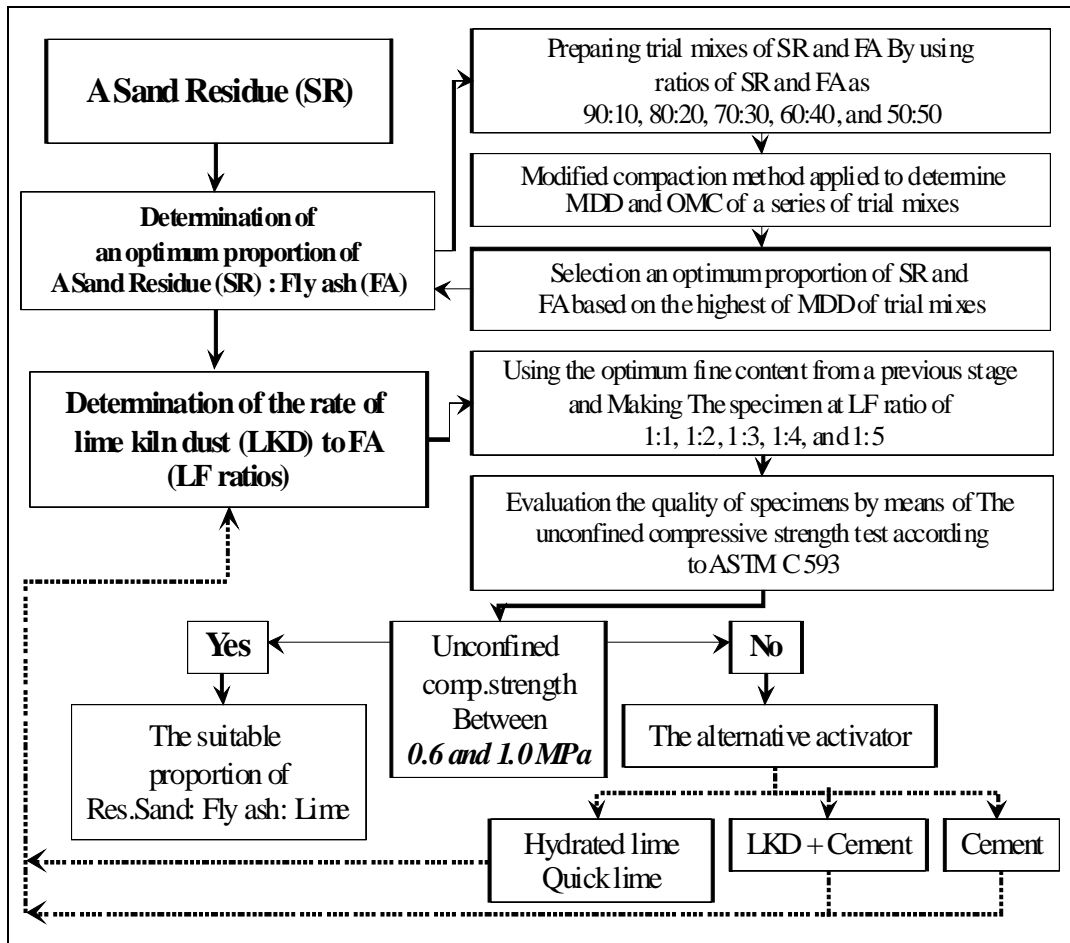 A Sand Residue (SR)
Preparing trial mixes of SR and FA By using
ratios of SR and FA as
90:10, 80:20, 70:30, 60:40, and 50:50
Modified compaction method applied to determine
MDD and OMC of a series of trial mixes
Determination of
an optimum proportion of
A Sand Residue (SR) : Fly ash (FA)
Selection an optimum proportion of SR and
FA based on the highest of MDD of trial mixes
Determination of the rate of
lime kiln dust (LKD) to FA
(LF ratios)
Using the optimum fine content from a previous stage
and Making The specimen at LF ratio of
1:1, 1:2, 1:3, 1:4, and 1:5
Evaluation the quality of specimens by means of The
unconfined compressive strength test according
to ASTM C 593
Yes
Unconfined
comp.strength
Between
0.6 and 1.0 MPa
No
The suitable
proportion of
Res.Sand: Fly ash: Lime
The alternative activator
Hydrated lime
Quick lime
LKD + Cement
Cement